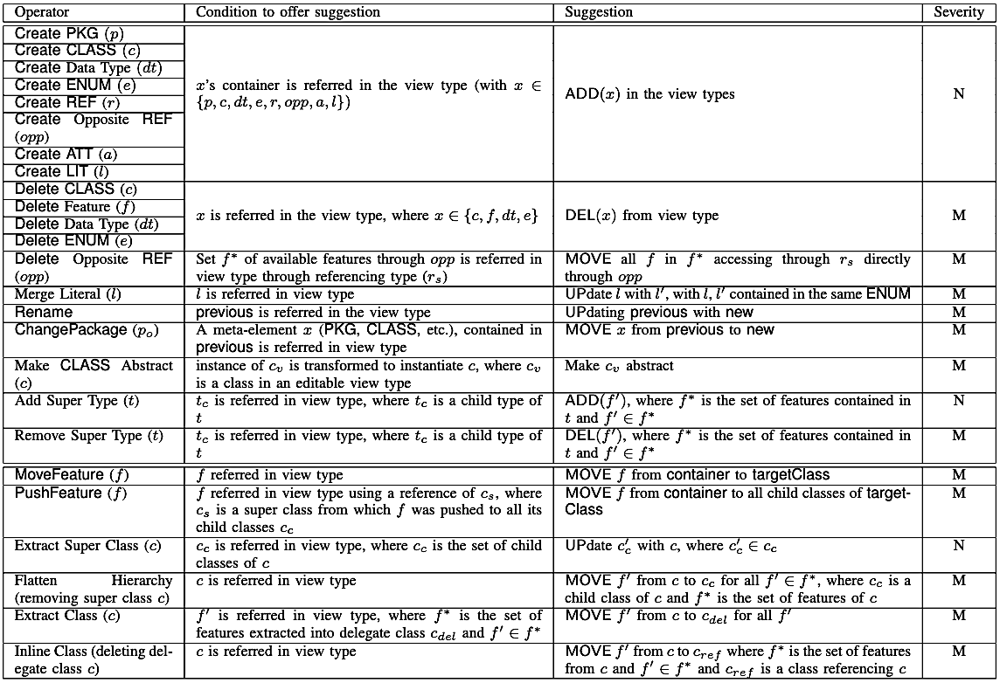 Operator Condition to offer suggestion Suggestion Severity
Create PKG (p)
Create CLASS (c)
Create Data Type (dt)
Create ENUM (e)
Create REF (r)
Create Opposite REF
(opp)
Create ATT (a)
Create LIT (l)
x's container is referred in the view type (with x ∈
{p, c, dt, e, r, opp, a, l})
ADD(x) in the view types
N
Delete CLASS (c)
Delete Feature (f)
Delete Data Type (dt)
Delete ENUM (e)
x is referred in the view type, where x ∈ {c, f, dt, e}
DEL(x) from view type
M
Delete Opposite REF
(opp)
Set f* of available features through opp is referred in
view type through referencing type (r_s)
MOVE all f in f* accessing through r_s directly
through opp
M
Merge Literal (l)
l is referred in view type
UPdate l with l′, with l, l′ contained in the same ENUM
M
Rename
previous is referred in the view type
UPdating previous with new
M
ChangePackage (p_o)
A meta-element x (PKG, CLASS, etc.), contained in
previous is referred in view type
MOVE x from previous to new
M
Make CLASS Abstract
(c)
instance of c_v is transformed to instantiate c, where c_v
is a class in an editable view type
Make c_v abstract
M
Add Super Type (t)
t_c is referred in view type, where t_c is a child type of
t
ADD(f′), where f* is the set of features contained in
t and f′ ∈ f*
N
Remove Super Type (t)
t_c is referred in view type, where t_c is a child type of
t
DEL(f′), where f* is the set of features contained in
t and f′ ∈ f*
M
MoveFeature (f)
f referred in view type
MOVE f from container to targetClass
M
PushFeature (f)
f referred in view type using a reference of c_s, where
c_s is a super class from which f was pushed to all its
child classes c_c
MOVE f from container to all child classes of target-
Class
M
Extract Super Class (c)
c_c is referred in view type, where c_c is the set of child
classes of c
UPdate c′_c with c, where c′_c ∈ c_c
N
Flatten Hierarchy
(removing super class c)
c is referred in view type
MOVE f′ from c to c_c for all f′ ∈ f*, where c_c is a
child class of c and f* is the set of features of c
M
Extract Class (c)
f′ is referred in view type, where f* is the set of
features extracted into delegate class c_del and f′ ∈ f*
MOVE f′ from c to c_del for all f′
M
Inline Class (deleting del-
egate class c)
c is referred in view type
MOVE f′ from c to c_ref where f* is the set of features
from c and f′ ∈ f* and c_ref is a class referencing c
M